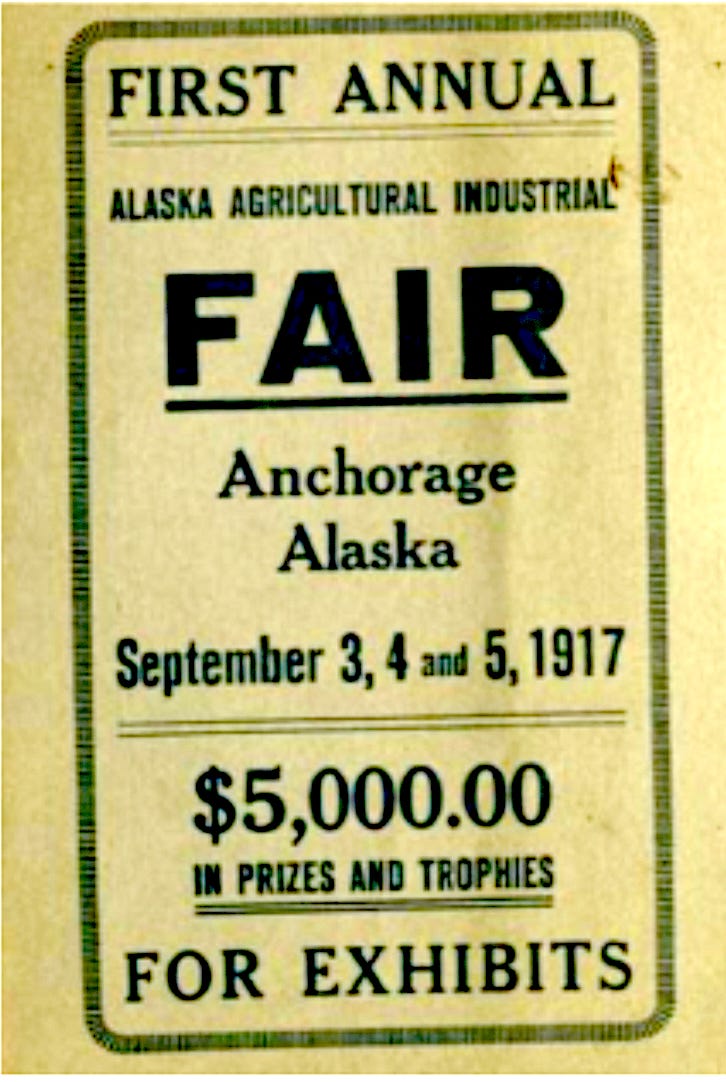 FIRST ANNUAL
ALASKA AGRICULTURAL INDUSTRIAL
FAIR
Anchorage
Alaska
September 3, 4 and 5, 1917
$5,000.00
IN PRIZES AND TROPHIES
FOR EXHIBITS